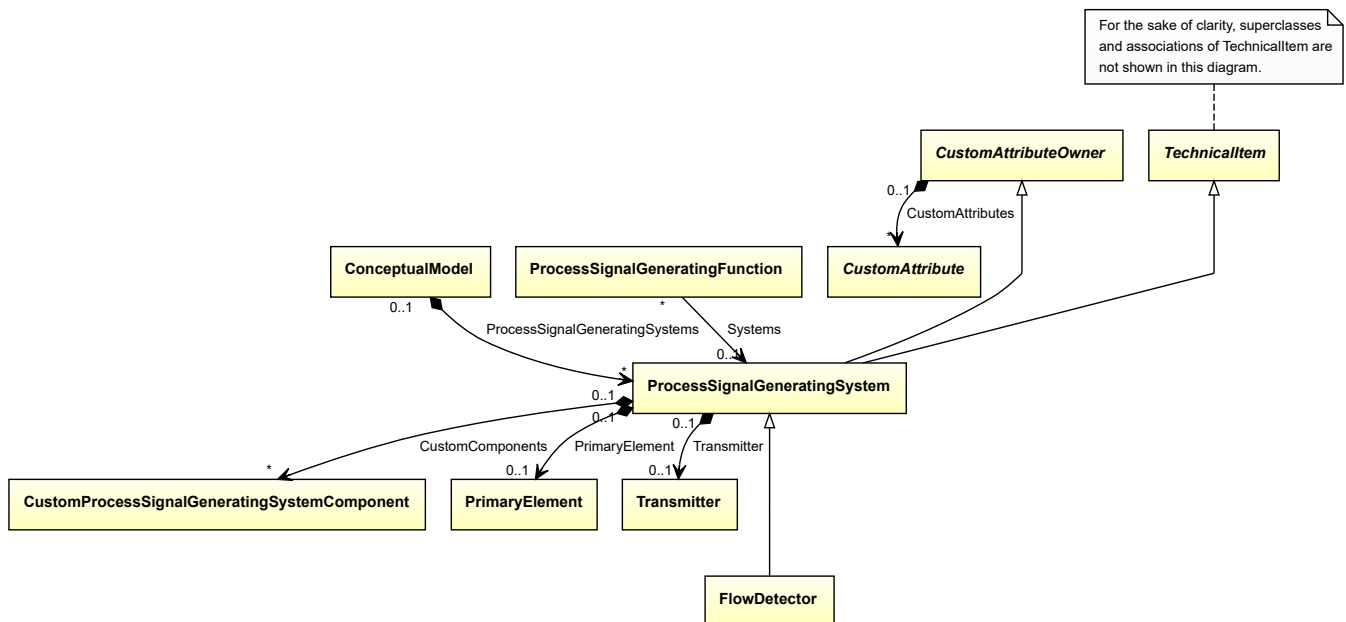 For the sake of clarity, superclasses
and associations of TechnicalItem are
not shown in this diagram.
CustomAttributeOwner
TechnicalItem
0..1
CustomAttributes
*
ConceptualModel
ProcessSignalGeneratingFunction
CustomAttribute
0..1
*
ProcessSignalGeneratingSystems
Systems
0..1
*
ProcessSignalGeneratingSystem
0..1
0..1
0..1
CustomComponents
PrimaryElement
Transmitter
*
0..1
0..1
CustomProcessSignalGeneratingSystemComponent
PrimaryElement
Transmitter
FlowDetector